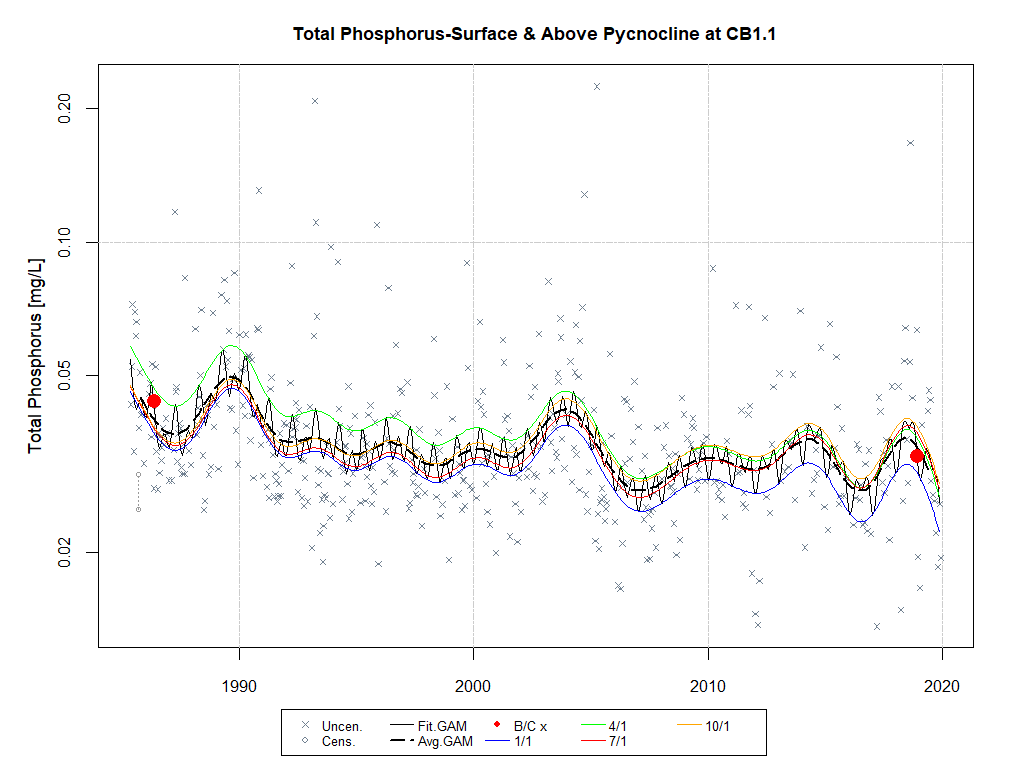 Total Phosphorus-Surface & Above Pycnocline at CB1.1
Total Phosphorus [mg/L]
0.20
0.10
0.05
0.02
1990 2000 2010 2020
Uncen. Fit.GAM B/C x 4/1 10/1
Cens. Avg.GAM 1/1 7/1